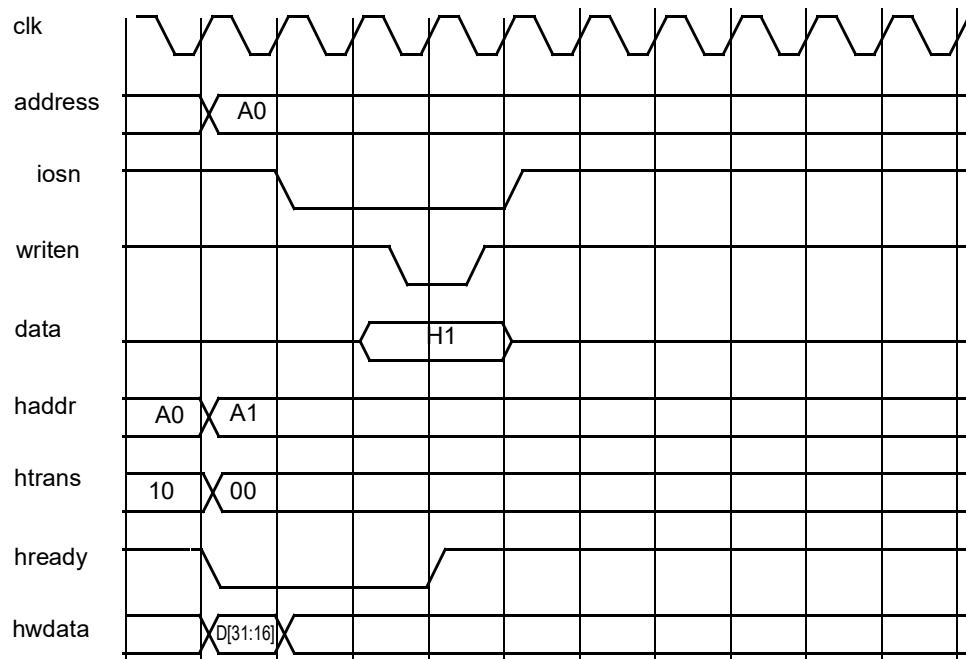 clk
address A0
iosn
writen
data H1
haddr A0 A1
htrans 10 00
hready
hwdata D[31:16]